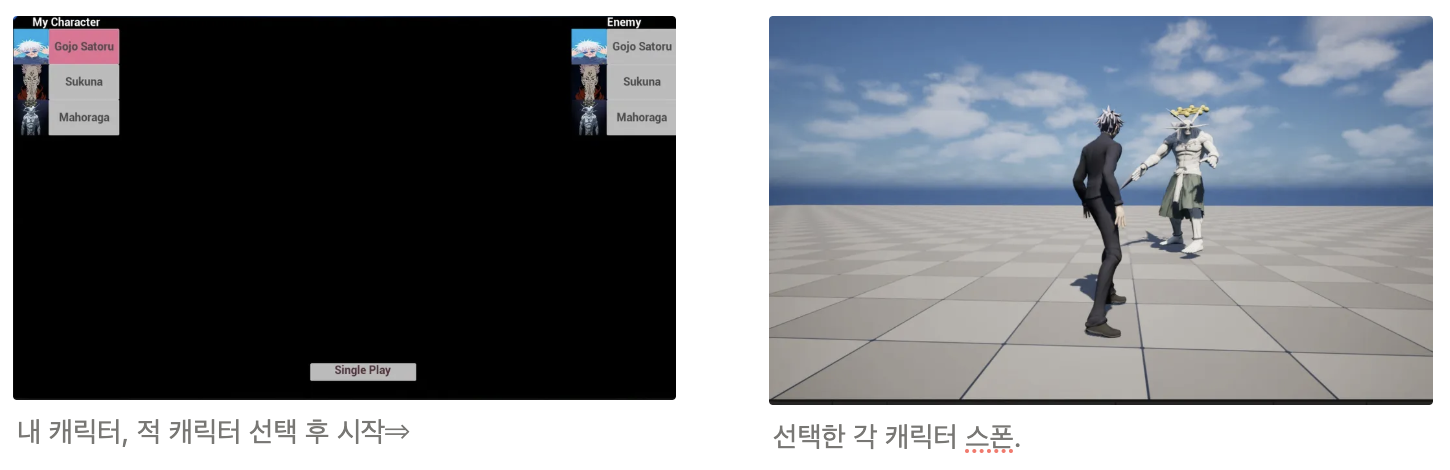 My Character
Enemy
Gojo Satoru
Gojo Satoru
Sukuna
Sukuna
Mahoraga
Mahoraga
Single Play
내 캐릭터, 적 캐릭터 선택 후 시작⇒
선택한 각 캐릭터 스폰.